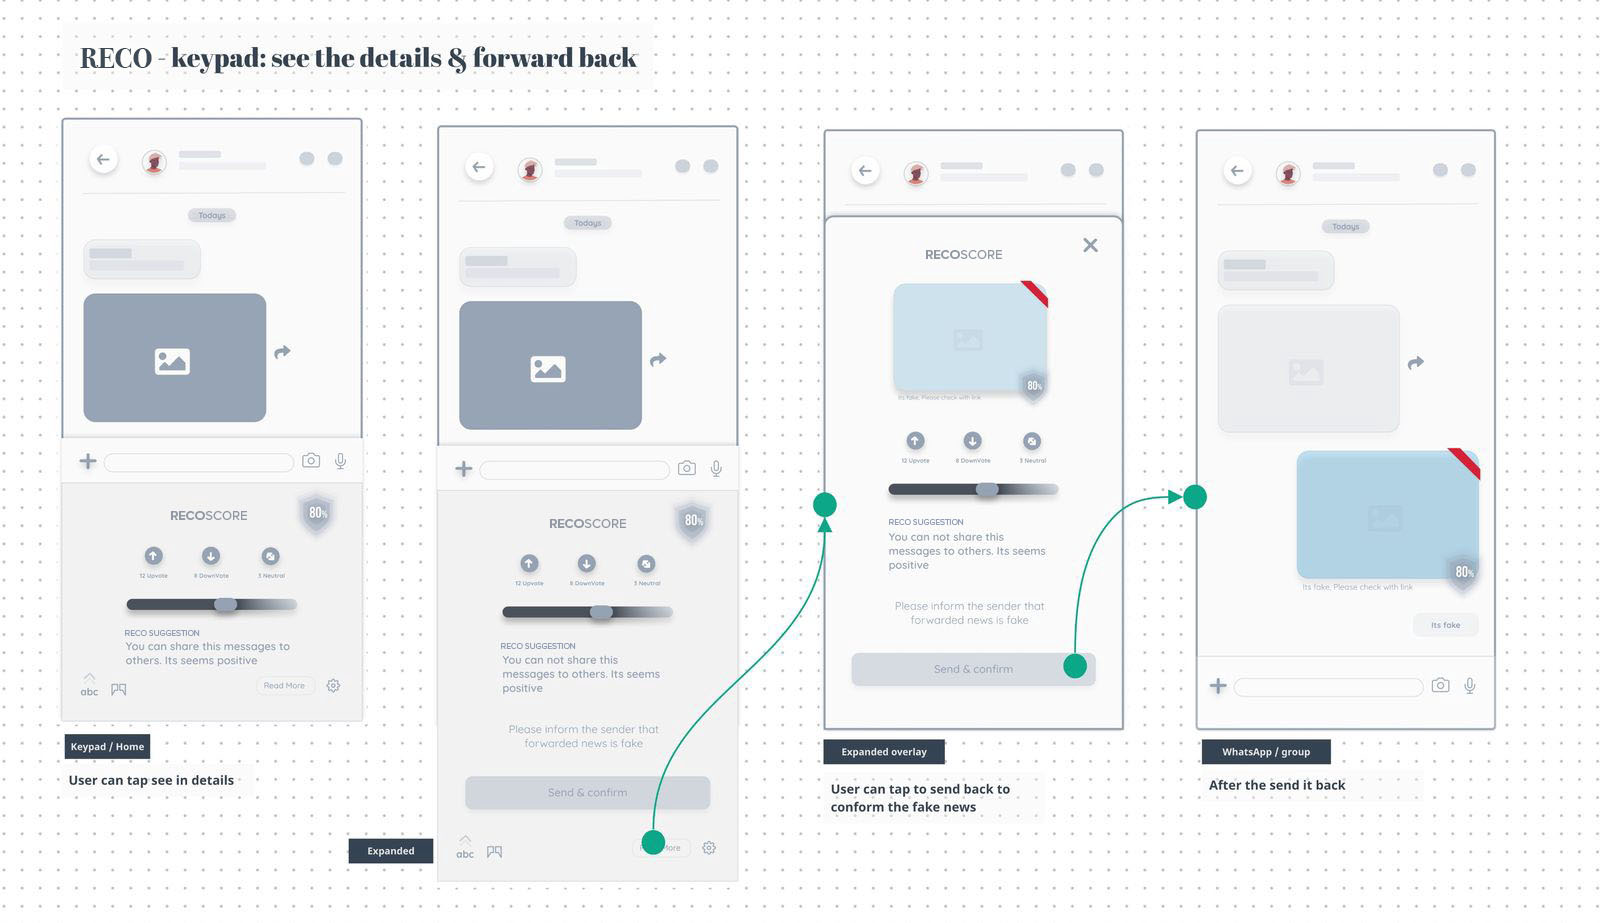 RECO - keypad: see the details & forward back
Todays
RECOSCORE
80%
12 Upvote
8 DownVote
3 Neutral
RECO SUGGESTION
You can share this messages to
others. Its seems positive
abc
Read More
Keypad / Home
User can tap see in details
Todays
RECOSCORE
80%
12 Upvote
8 DownVote
3 Neutral
RECO SUGGESTION
You can not share this
messages to others. Its seems
positive
Please inform the sender that
forwarded news is fake
Send & confirm
abc
More
Expanded
RECOSCORE
80%
Its fake, Please check with link
12 Upvote
8 DownVote
3 Neutral
RECO SUGGESTION
You can not share this
messages to others. Its seems
positive
Please inform the sender that
forwarded news is fake
Send & confirm
Expanded overlay
User can tap to send back to
conform the fake news
Todays
80%
Its fake, Please check with link
Its fake
WhatsApp / group
After the send it back